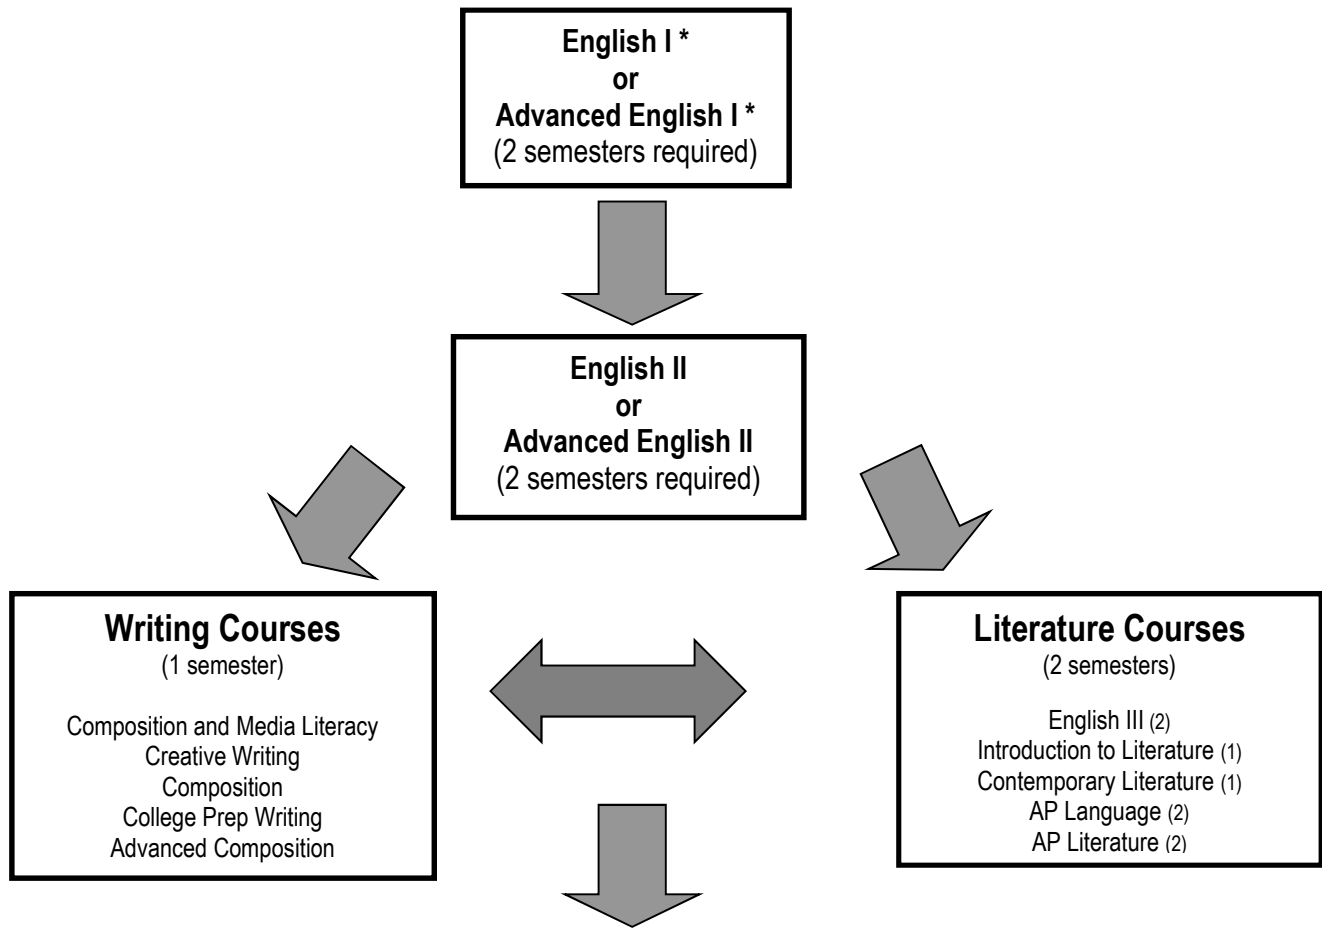 English I *
or
Advanced English I *
(2 semesters required)
English II
or
Advanced English II
(2 semesters required)
Writing Courses
(1 semester)
Composition and Media Literacy
Creative Writing
Composition
College Prep Writing
Advanced Composition
Literature Courses
(2 semesters)
English III (2)
Introduction to Literature (1)
Contemporary Literature (1)
AP Language (2)
AP Literature (2)